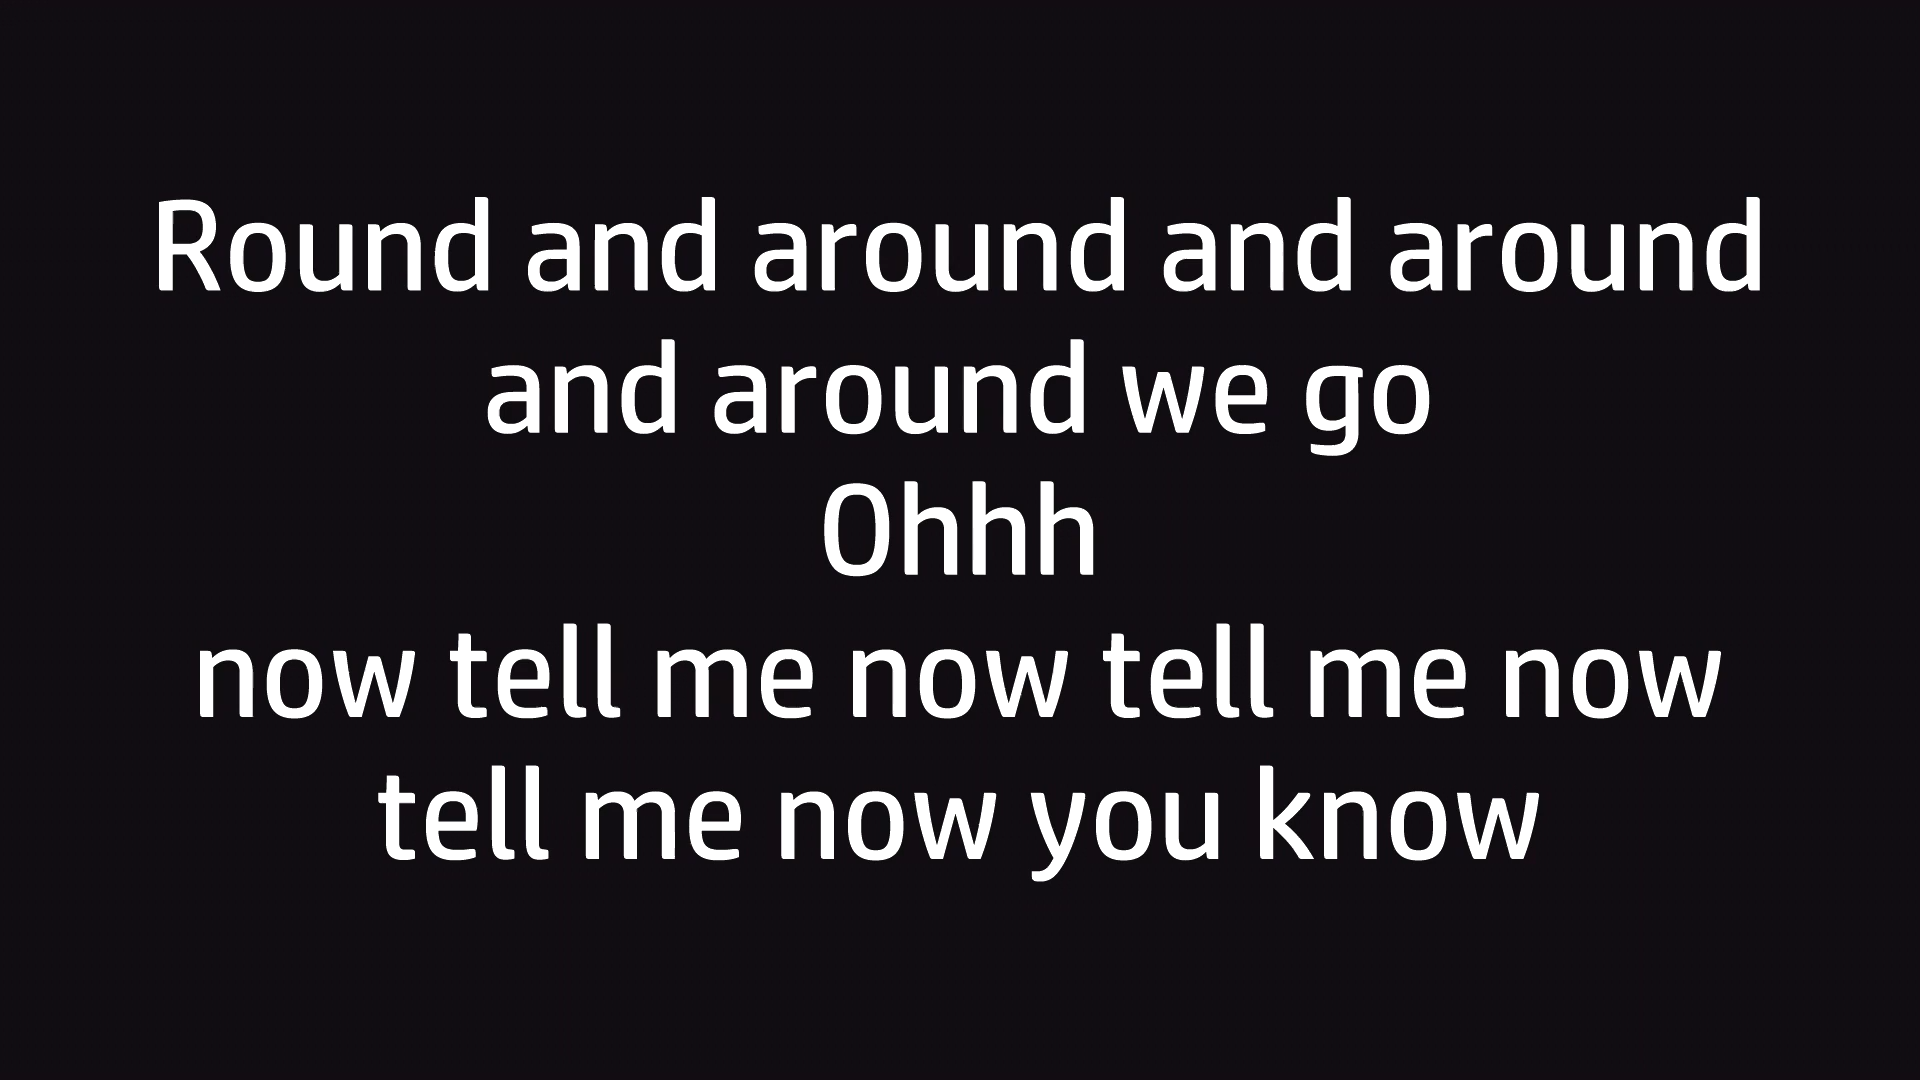 Round and around and around
and around we go
Ohhh
now tell me now tell me now
tell me now you know